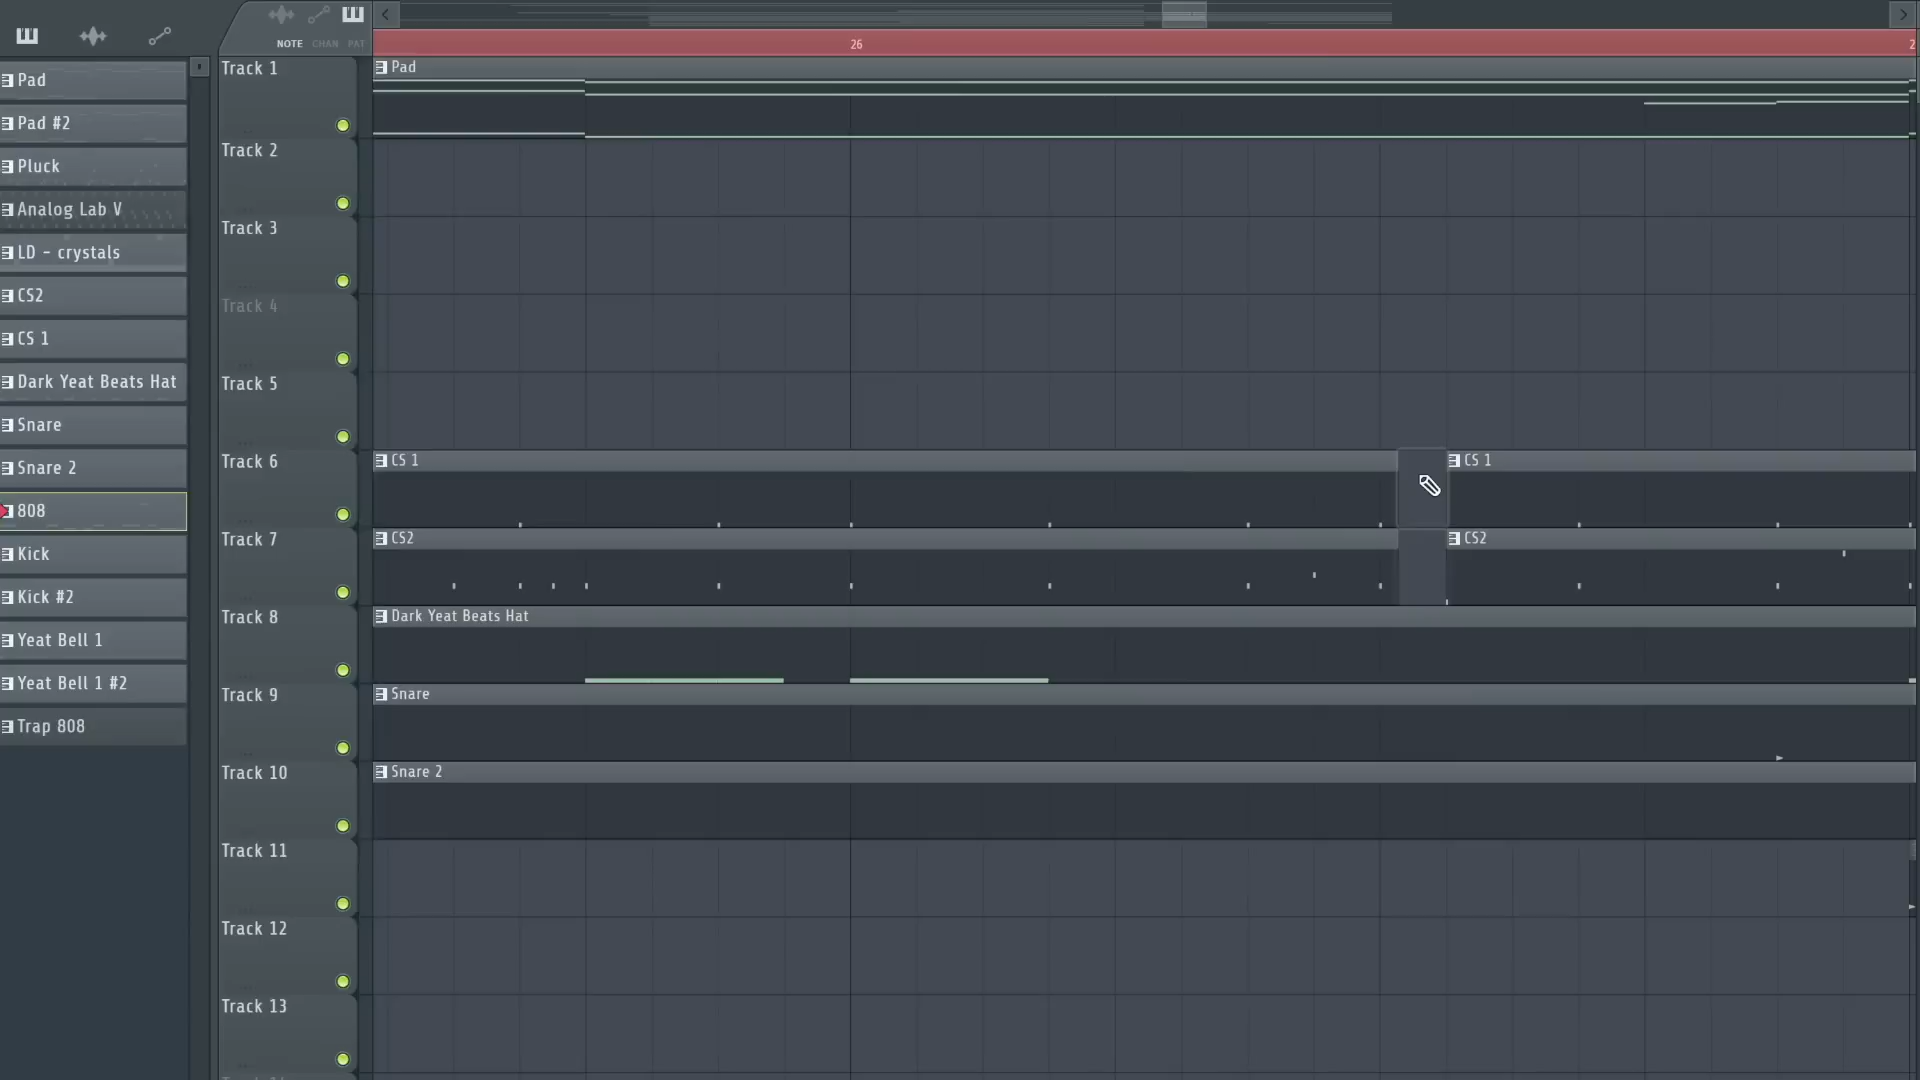 NOTE CHAN PAT
26
2
Pad
Pad #2
Pluck
Analog Lab V
LD - crystals
CS2
CS 1
Dark Yeat Beats Hat
Snare
Snare 2
808
Kick
Kick #2
Yeat Bell 1
Yeat Bell 1 #2
Trap 808
Track 1
Pad
Track 2
Track 3
Track 4
Track 5
Track 6
CS 1
CS 1
Track 7
CS2
CS2
Track 8
Dark Yeat Beats Hat
Track 9
Snare
Track 10
Snare 2
Track 11
Track 12
Track 13